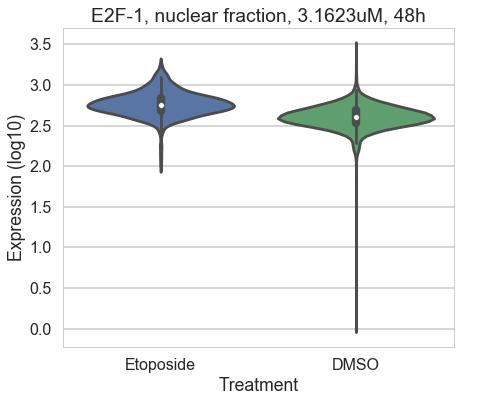 E2F-1, nuclear fraction, 3.1623uM, 48h
Expression (log10)
3.5
3.0
2.5
2.0
1.5
1.0
0.5
0.0
Etoposide DMSO
Treatment